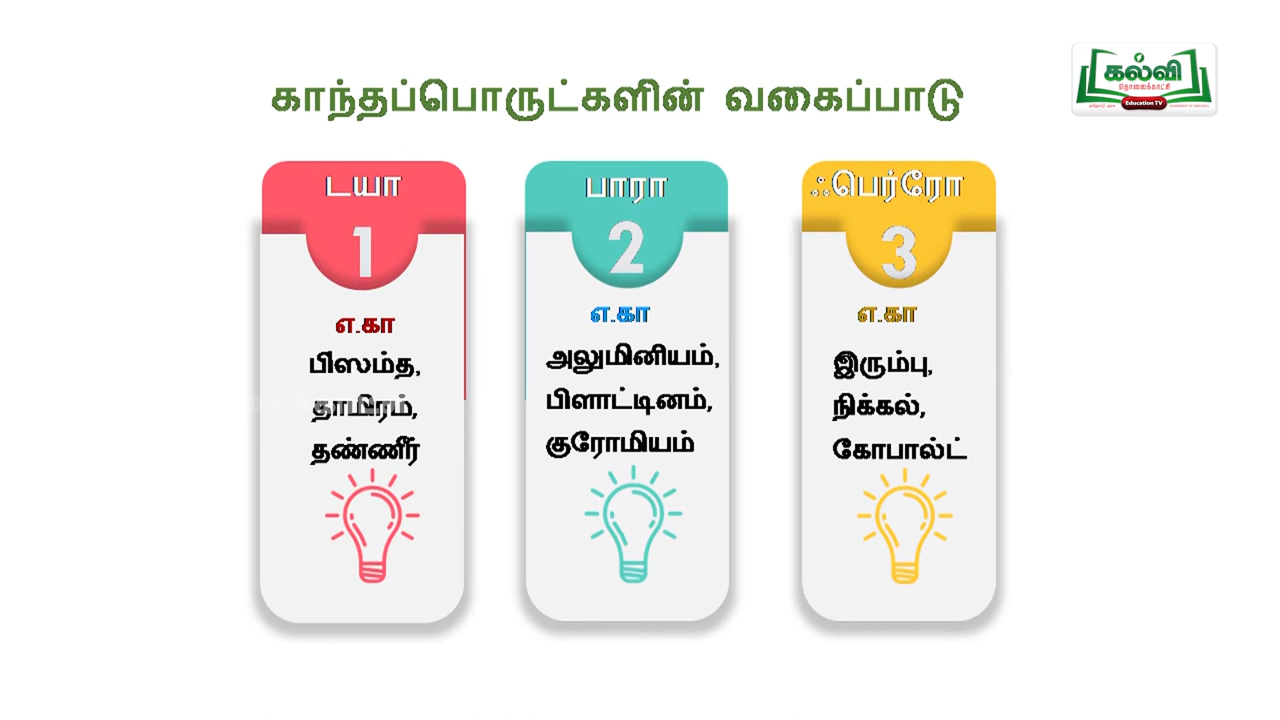 காந்தப்பொருட்களின் வகைப்பாடு
கல்வி
தொலைக்காட்சி
Education TV
டயா
1
எ.கா
பிஸ்மத,
தாமிரம்,
தண்ணீர்
பாரா
2
எ.கா
அலுமினியம்,
பிளாட்டினம்,
குரோமியம்
ஃபெர்ரோ
3
எ.கா
இரும்பு,
நிக்கல்,
கோபால்ட்